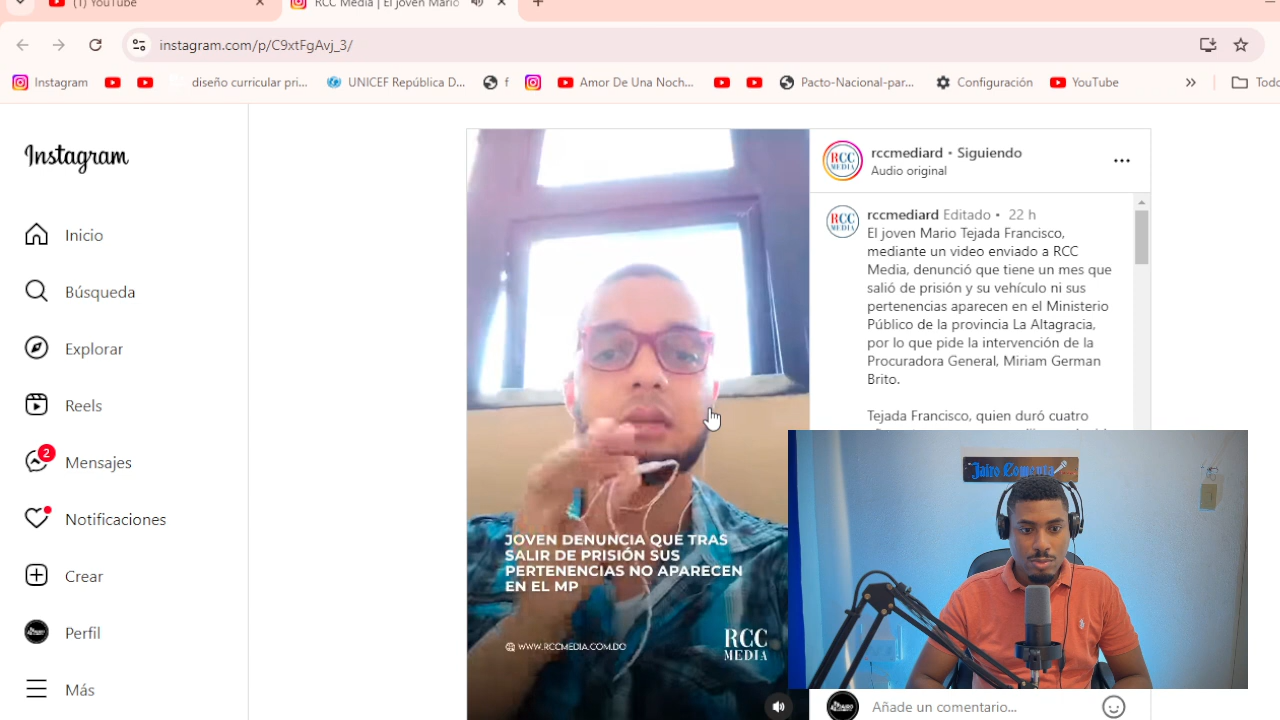 (1) YouTube
RCC Media | El joven Mario
instagram.com/p/C9xtFgAvj_3/
Instagram
diseño curricular pri...
UNICEF República D...
f
Amor De Una Noch...
Pacto-Nacional-par...
Configuración
YouTube
»
Todo
Instagram
Inicio
Búsqueda
Explorar
Reels
2
Mensajes
Notificaciones
Crear
Perfil
Más
JOVEN DENUNCIA QUE TRAS
SALIR DE PRISIÓN SUS
PERTENENCIAS NO APARECEN
EN EL MP
WWW.RCCMEDIA.COM.DO
RCC
MEDIA
RCC
MEDIA
rccmediard • Siguiendo
Audio original
RCC
MEDIA
rccmediard Editado • 22 h
El joven Mario Tejada Francisco,
mediante un video enviado a RCC
Media, denunció que tiene un mes que
salió de prisión y su vehículo ni sus
pertenencias aparecen en el Ministerio
Público de la provincia La Altagracia,
por lo que pide la intervención de la
Procuradora General, Miriam German
Brito.
Tejada Francisco, quien duró cuatro
Jairo Comenta
Añade un comentario...